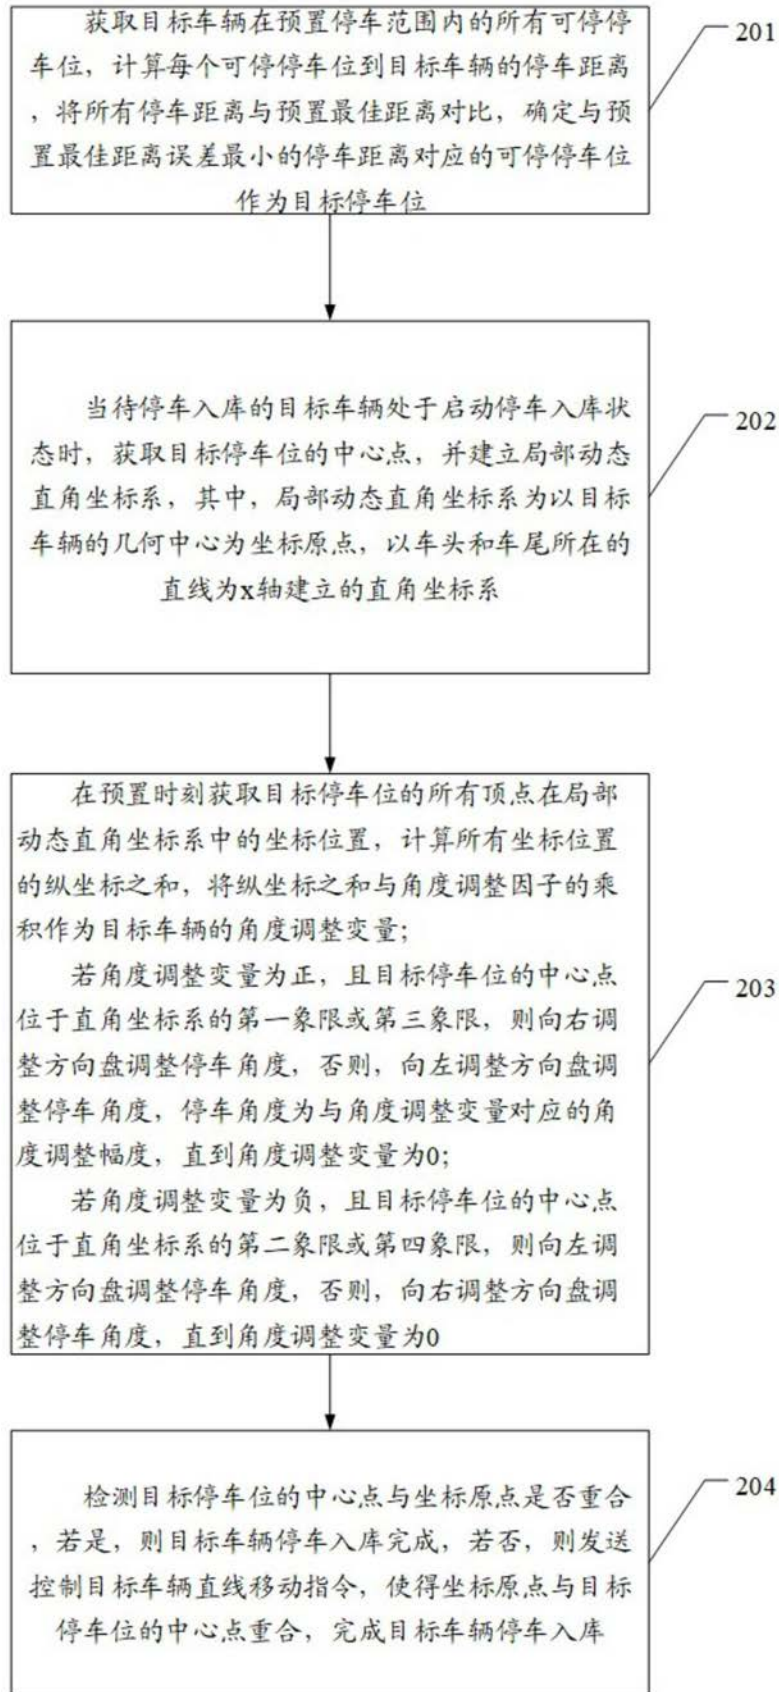 获取目标车辆在预置停车范围内的所有可停停
车位，计算每个可停停车位到目标车辆的停车距离
，将所有停车距离与预置最佳距离对比，确定与预
置最佳距离误差最小的停车距离对应的可停停车位
作为目标停车位
201
当待停车入库的目标车辆处于启动停车入库状
态时，获取目标停车位的中心点，并建立局部动态
直角坐标系，其中，局部动态直角坐标系为以目标
车辆的几何中心为坐标原点，以车头和车尾所在的
直线为x轴建立的直角坐标系
202
在预置时刻获取目标停车位的所有顶点在局部
动态直角坐标系中的坐标位置，计算所有坐标位置
的纵坐标之和，将纵坐标之和与角度调整因子的乘
积作为目标车辆的角度调整变量；
若角度调整变量为正，且目标停车位的中心点
位于直角坐标系的第一象限或第三象限，则向右调
整方向盘调整停车角度，否则，向左调整方向盘调
整停车角度，停车角度为与角度调整变量对应的角
度调整幅度，直到角度调整变量为0；
若角度调整变量为负，且目标停车位的中心点
位于直角坐标系的第二象限或第四象限，则向左调
整方向盘调整停车角度，否则，向右调整方向盘调
整停车角度，直到角度调整变量为0
203
检测目标停车位的中心点与坐标原点是否重合
，若是，则目标车辆停车入库完成，若否，则发送
控制目标车辆直线移动指令，使得坐标原点与目标
停车位的中心点重合，完成目标车辆停车入库
204